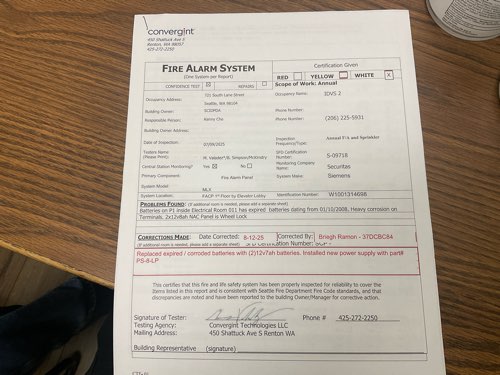 convergint
450 Shattuck Ave S
Renton, WA 98057
425-272-2250
FIRE ALARM SYSTEM
(One System per Report)
Certification Given
RED YELLOW WHITE X
CONFIDENCE TEST REPAIRS
Scope of Work: Annual
Occupancy Address: 721 South Lane Street
Seattle, WA 98104
Occupancy Name: IDVS 2
Building Owner: SCIDPDA
Phone Number:
Responsible Person: Kenny Cho
Phone Number: (206) 225-5931
Building Owner Address:
Date of Inspection: 07/09/2025
Inspection Frequency/Type: Annual F/A and Sprinkler
Testers Name (Please Print): M. /B. Simpson/McKindry
SFD Certification Number: S-09718
Central Station Monitoring? Yes No
Monitoring Company Name: Securitas
Primary Component: Fire Alarm Panel
System Make: Siemens
System Model: MLX
System Location: FACP 1st Floor by Elevator Lobby
Identification Number: W1001314698
PROBLEMS FOUND: (If additional room is needed, please add a separate sheet)
Batteries on P1 inside Electrical Room 011 has expired batteries dating from 01/10/2008, Heavy corrosion on
Terminals. 2x12v8ah NAC Panel is Wheel Lock
CORRECTIONS MADE: Date Corrected: 8-12-25 Corrected By: Briegh Ramon - 37DCBC84
(If additional room is needed, please add a separate sheet) SFD Certification Number:
Replaced expired / corroded batteries with (2)12v7ah batteries. Installed new power supply with part#
PS-8-LP
This certifies that this fire and life safety system has been properly inspected for reliability to cover the
items listed in this report and is consistent with Seattle Fire Department Fire Code standards, and that
discrepancies are noted and have been reported to the building Owner/Manager for corrective action.
Signature of Tester: Phone # 425-272-2250
Testing Agency: Convergint Technologies LLC
Mailing Address: 450 Shattuck Ave S Renton WA
Building Representative (signature)